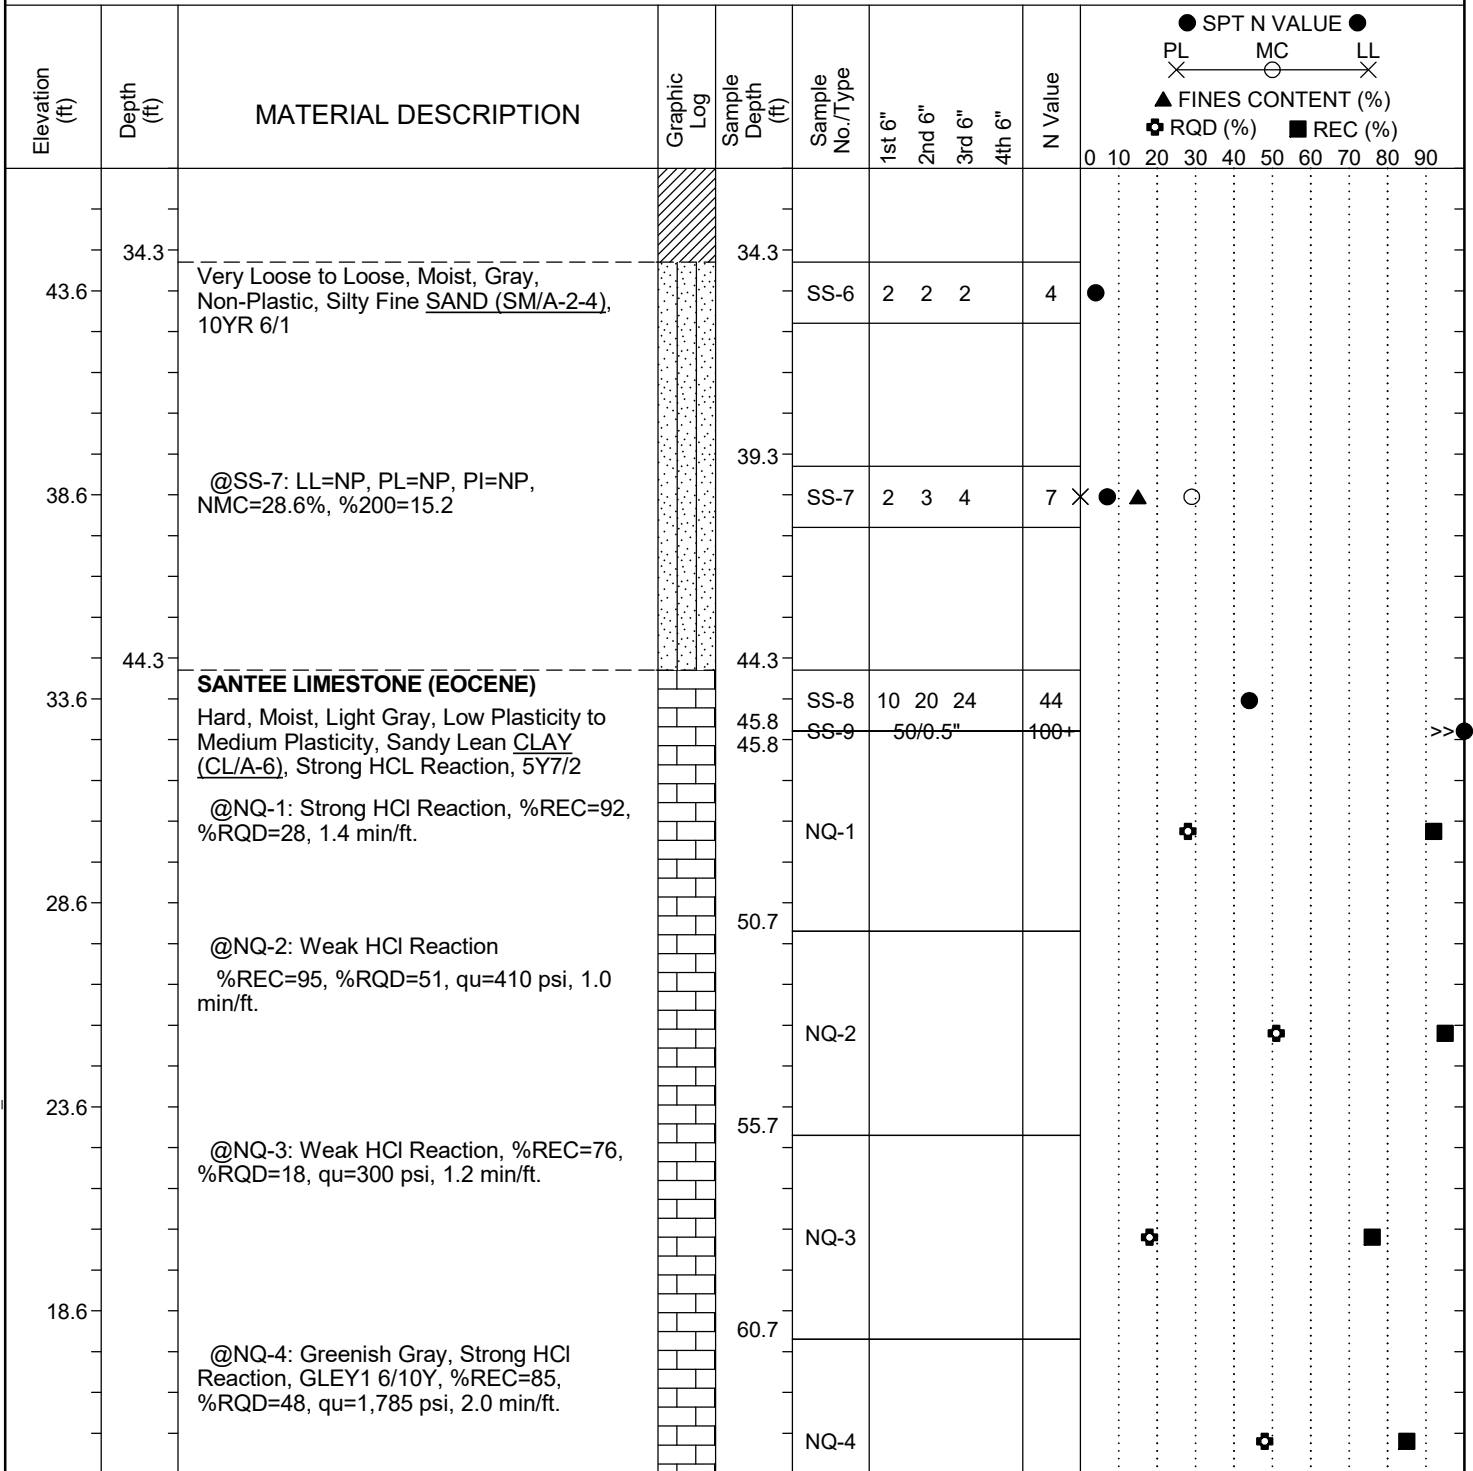 ● SPT N VALUE ●
PL MC LL
▲ FINES CONTENT (%)
RQD (%) ■ REC (%)
Elevation (ft)
Depth (ft)
MATERIAL DESCRIPTION
Graphic Log
Sample Depth (ft)
Sample No./Type
1st 6"
2nd 6"
3rd 6"
4th 6"
N Value
0 10 20 30 40 50 60 70 80 90
34.3 34.3
Very Loose to Loose, Moist, Gray,
43.6 Non-Plastic, Silty Fine SAND (SM/A-2-4), SS-6 2 2 2 4
10YR 6/1
39.3
@SS-7: LL=NP, PL=NP, PI=NP,
38.6 NMC=28.6%, %200=15.2 SS-7 2 3 4 7
44.3 44.3
SANTEE LIMESTONE (EOCENE)
33.6 SS-8 10 20 24 44
Hard, Moist, Light Gray, Low Plasticity to 45.8
SS-9 50/0.5" 100+ >>
Medium Plasticity, Sandy Lean CLAY 45.8
(CL/A-6), Strong HCL Reaction, 5Y7/2
@NQ-1: Strong HCl Reaction, %REC=92,
%RQD=28, 1.4 min/ft. NQ-1
28.6 50.7
@NQ-2: Weak HCl Reaction
%REC=95, %RQD=51, qu=410 psi, 1.0
min/ft.
NQ-2
23.6 55.7
@NQ-3: Weak HCl Reaction, %REC=76,
%RQD=18, qu=300 psi, 1.2 min/ft.
NQ-3
18.6 60.7
@NQ-4: Greenish Gray, Strong HCl
Reaction, GLEY1 6/10Y, %REC=85,
%RQD=48, qu=1,785 psi, 2.0 min/ft.
NQ-4